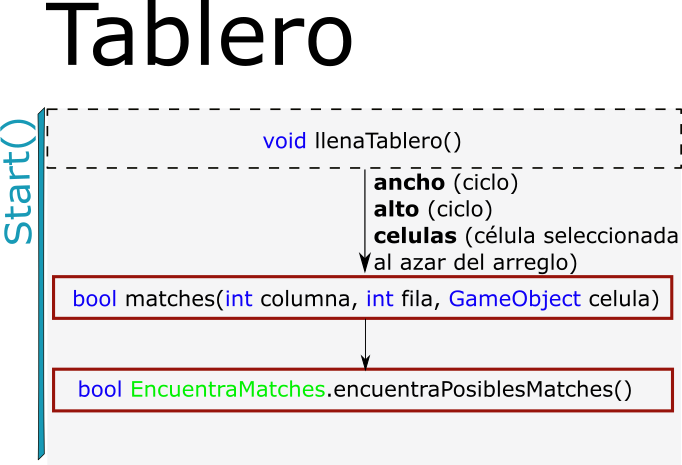 Tablero
Start()
void llenaTablero()
ancho (ciclo)
alto (ciclo)
celulas (célula seleccionada
al azar del arreglo)
bool matches(int columna, int fila, GameObject celula)
bool EncuentraMatches.encuentraPosiblesMatches()